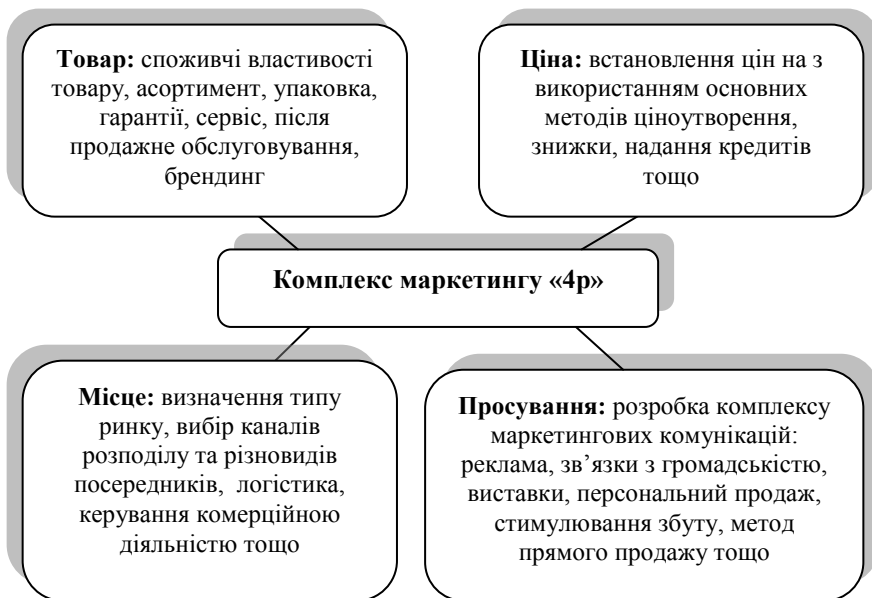 Товар: споживчі властивості
товару, асортимент, упаковка,
гарантії, сервіс, після
продажне обслуговування,
брендинг
Ціна: встановлення цін на з
використанням основних
методів ціноутворення,
знижки, надання кредитів
тощо
Комплекс маркетингу «4р»
Місце: визначення типу
ринку, вибір каналів
розподілу та різновидів
посередників, логістика,
керування комерційною
діяльністю тощо
Просування: розробка комплексу
маркетингових комунікацій:
реклама, зв’язки з громадськістю,
виставки, персональний продаж,
стимулювання збуту, метод
прямого продажу тощо